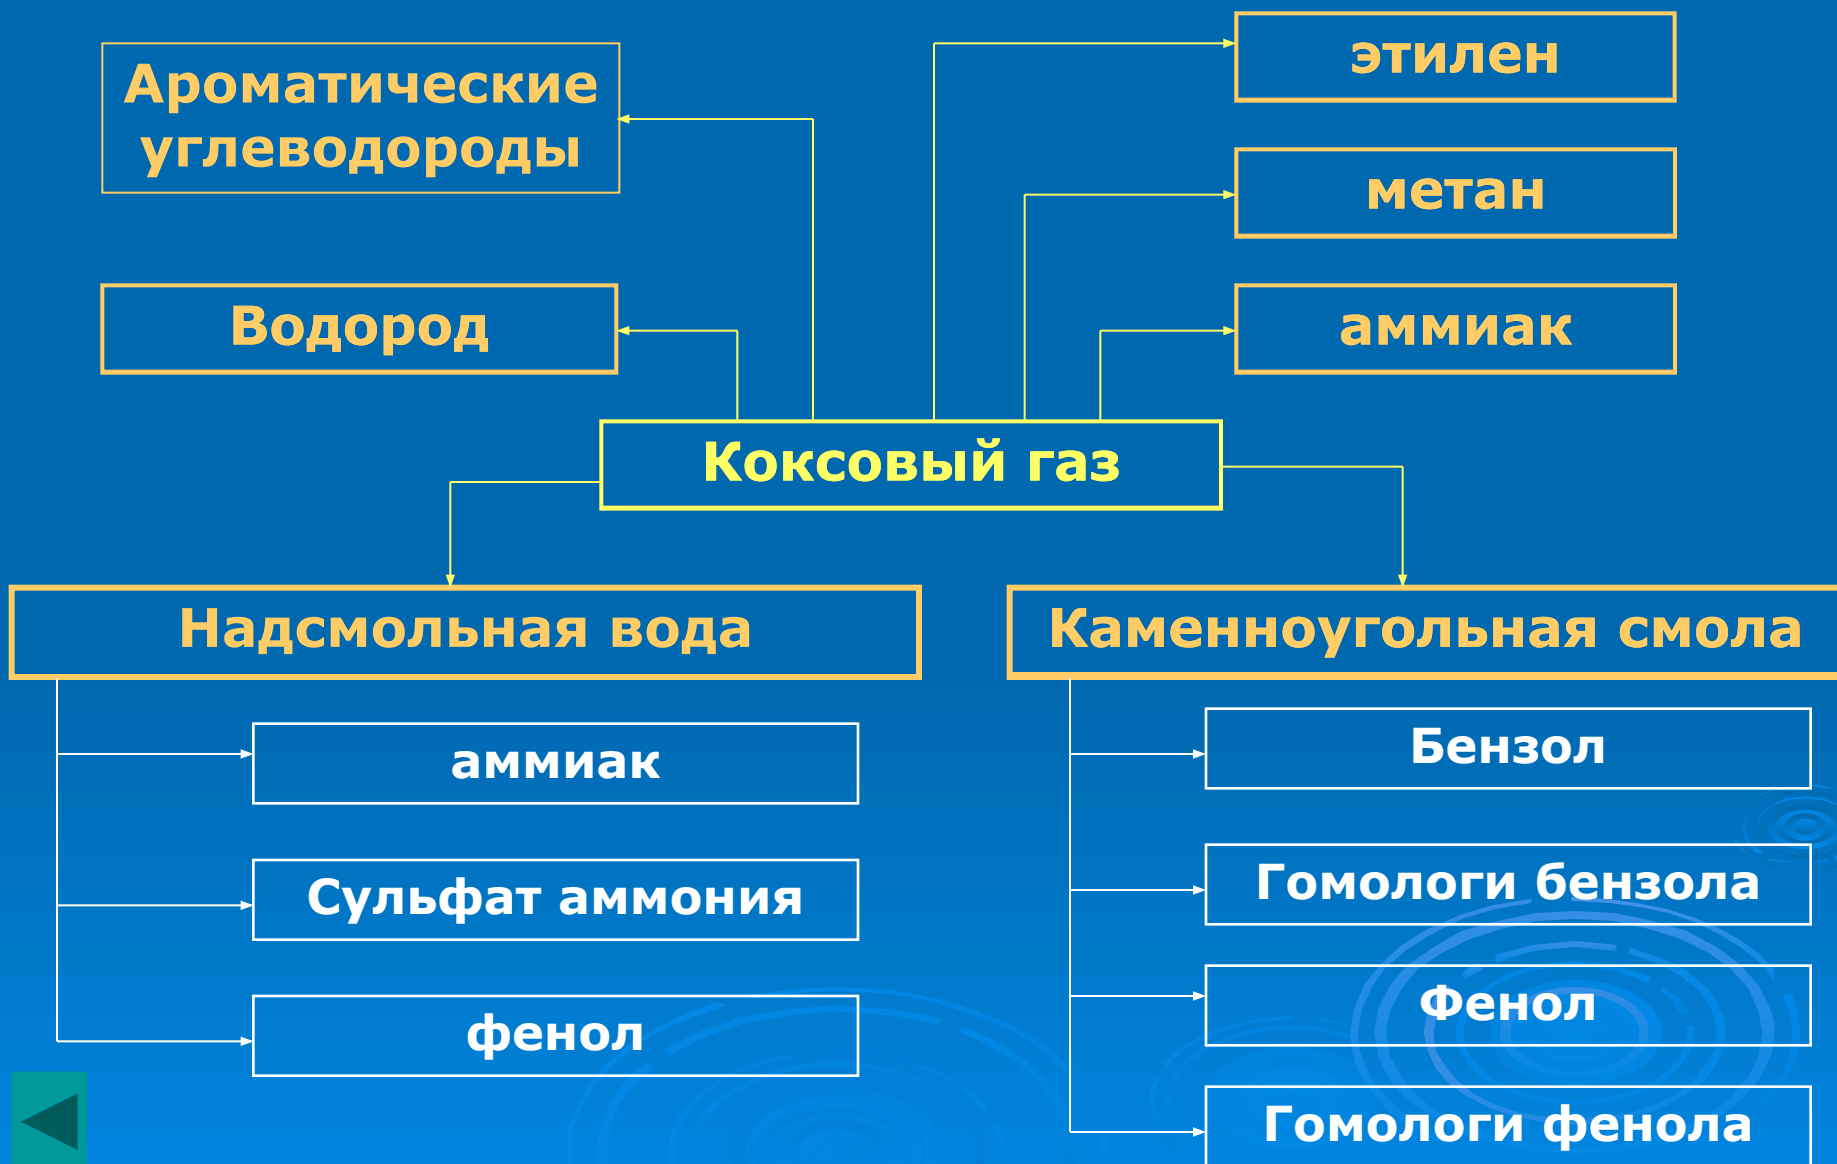 Ароматические
углеводороды
этилен
метан
Водород
аммиак
Коксовый газ
Надсмольная вода
Каменноугольная смола
аммиак
Сульфат аммония
фенол
Бензол
Гомологи бензола
Фенол
Гомологи фенола